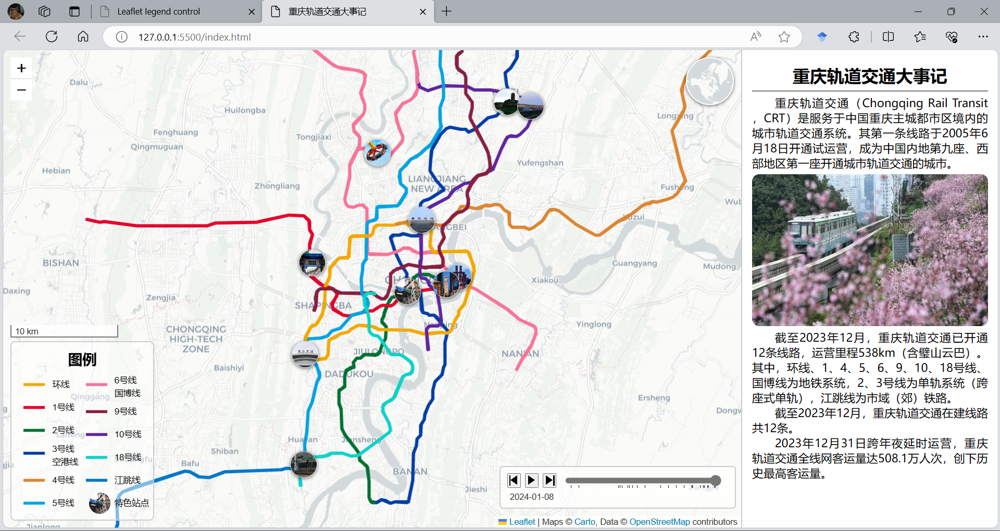 Leaflet legend control
重庆轨道交通大事记
127.0.0.1:5500/index.html
+
−
Dalu
Huilongba
Fenghuang
Qingmuguan
Tongjiaxi
Longxing
Yufengshan
Hebian
Zhongliang
LIANGJIANG
NEW AREA
Fusheng
Yuzui
BISHAN
重庆北站
Guangyang
Mudong
Xiakou
Daxing
Zengjia
SHAPINGBA
Yinglong
10 km
CHONGQING
HIGH-TECH
ZONE
Nanping
JIULONGPO
NAN'AN
Baishiyi
DADUKOU
Qinggang
Ersheng
Laifeng
Huayan
Jiansheng
Shiban
Bafu
BANAN
Jieshi
图例
环线
1号线
2号线
3号线
空港线
4号线
5号线
6号线
国博线
9号线
10号线
18号线
江跳线
特色站点
2024-01-08
Leaflet | Maps © Carto, Data © OpenStreetMap contributors
重庆轨道交通大事记
重庆轨道交通（Chongqing Rail Transit
，CRT）是服务于中国重庆主城都市区境内的
城市轨道交通系统。其第一条线路于2005年6
月18日开通试运营，成为中国内地第九座、西
部地区第一座开通城市轨道交通的城市。
截至2023年12月，重庆轨道交通已开通
12条线路，运营里程538km（含璧山云巴）。
其中，环线、1、4、5、6、9、10、18号线、
国博线为地铁系统，2、3号线为单轨系统（跨
座式单轨），江跳线为市域（郊）铁路。
截至2023年12月，重庆轨道交通在建线路
共12条。
2023年12月31日跨年夜延时运营，重庆
轨道交通全线网客运量达508.1万人次，创下历
史最高客运量。